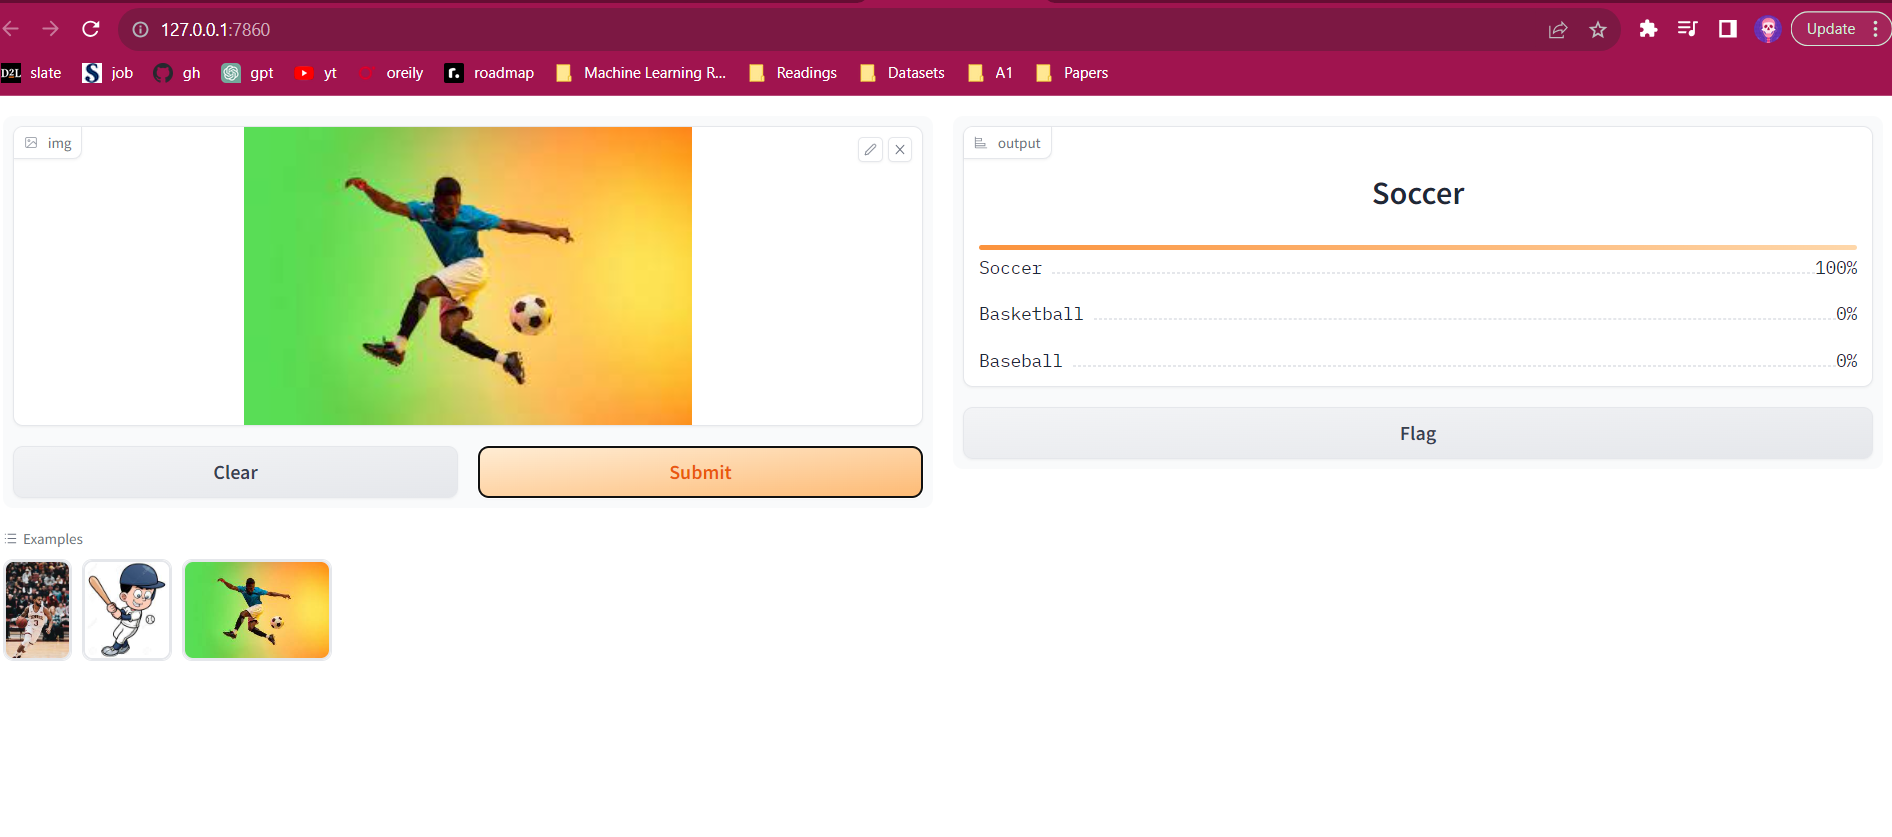 127.0.0.1:7860
Update
D2L slate job gh gpt yt oreily roadmap Machine Learning R... Readings Datasets A1 Papers
img
output
Soccer
Soccer 100%
Basketball 0%
Baseball 0%
Flag
Clear Submit
Examples